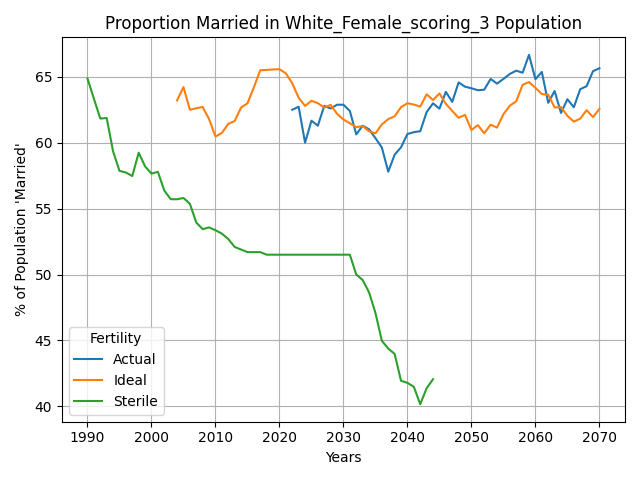 Proportion Married in White_Female_scoring_3 Population
% of Population 'Married'
65
60
55
50
45
40
Fertility
Actual
Ideal
Sterile
1990 2000 2010 2020 2030 2040 2050 2060 2070
Years